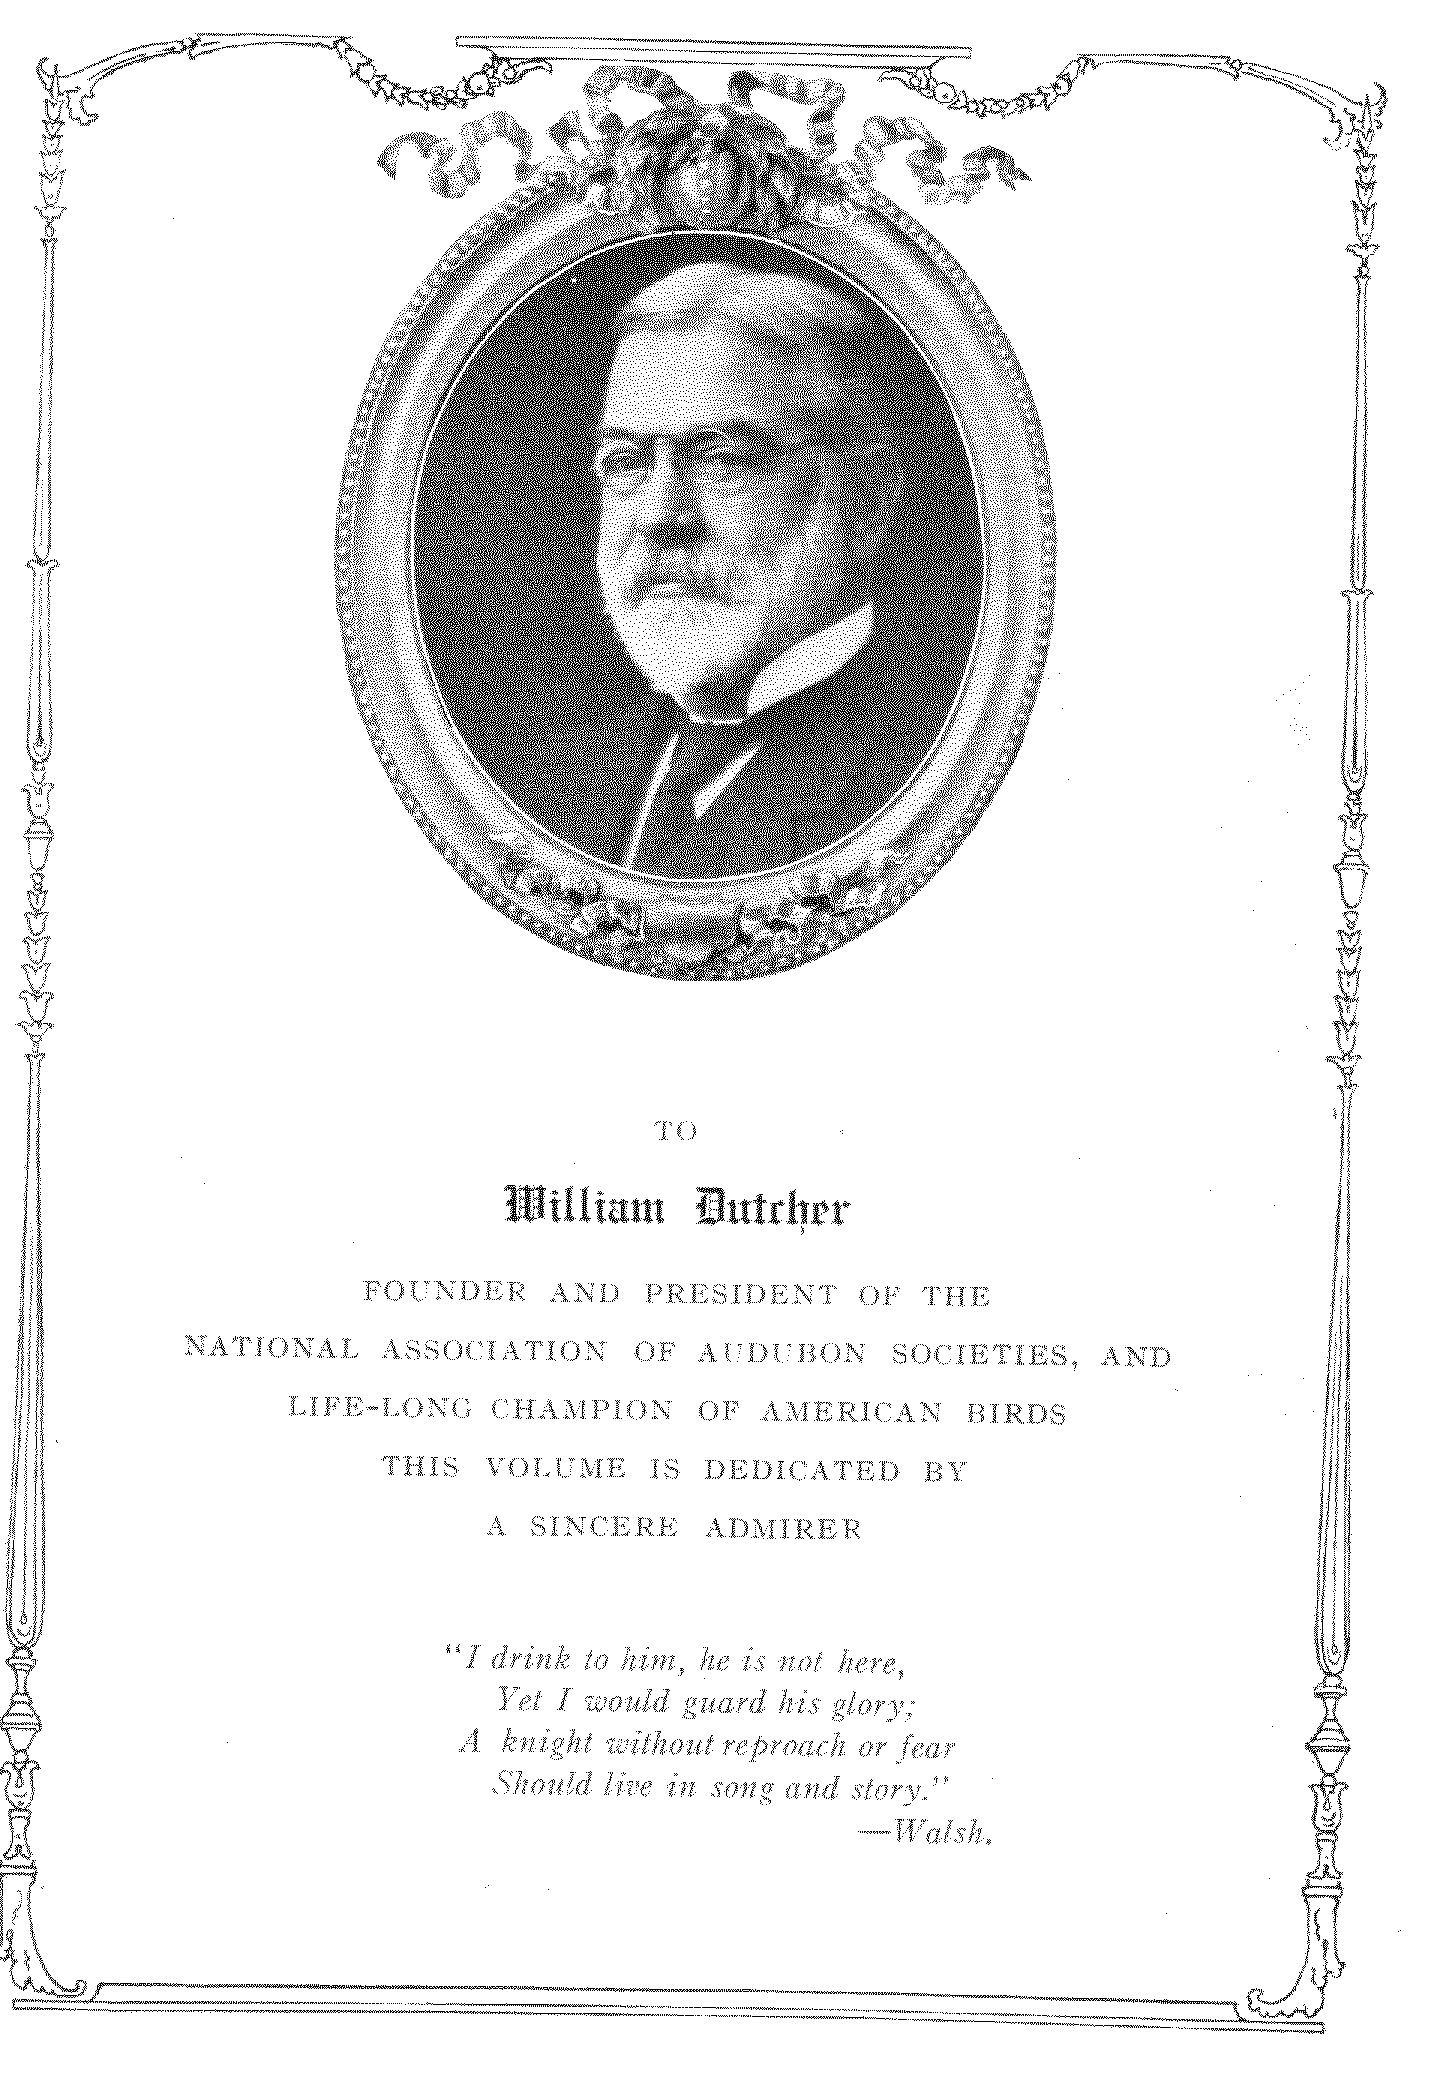 TO
William Dutcher
FOUNDER AND PRESIDENT OF THE
NATIONAL ASSOCIATION OF AUDUBON SOCIETIES, AND
LIFE-LONG CHAMPION OF AMERICAN BIRDS
THIS VOLUME IS DEDICATED BY
A SINCERE ADMIRER
"I drink to him, he is not here,
Yet I would guard his glory;
A knight without reproach or fear
Should live in song and story."
—Walsh.